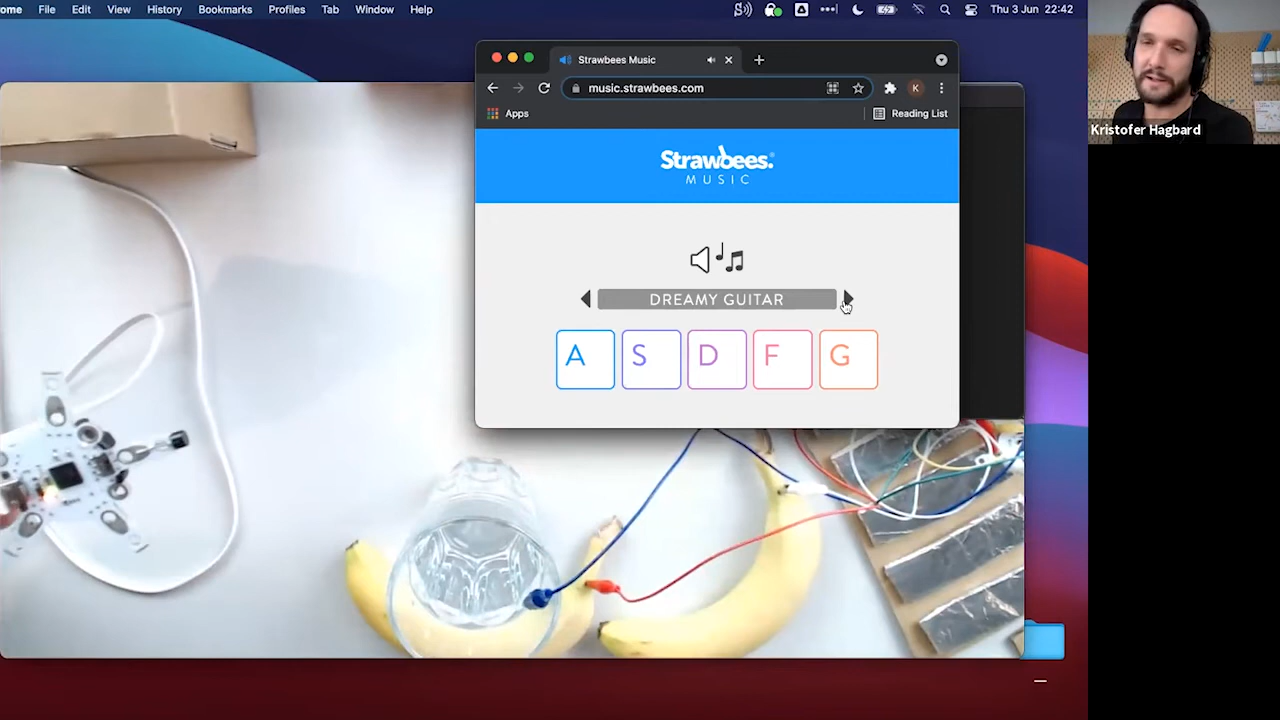 ome File Edit View History Bookmarks Profiles Tab Window Help
Thu 3 Jun 22:42
Strawbees Music
music.strawbees.com
K
Apps
Reading List
Strawbees.®
MUSIC
DREAMY GUITAR
A S D F G
Kristofer Hagbard